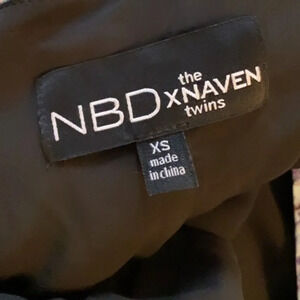 NBD x the NAVEN twins
XS
made
in china